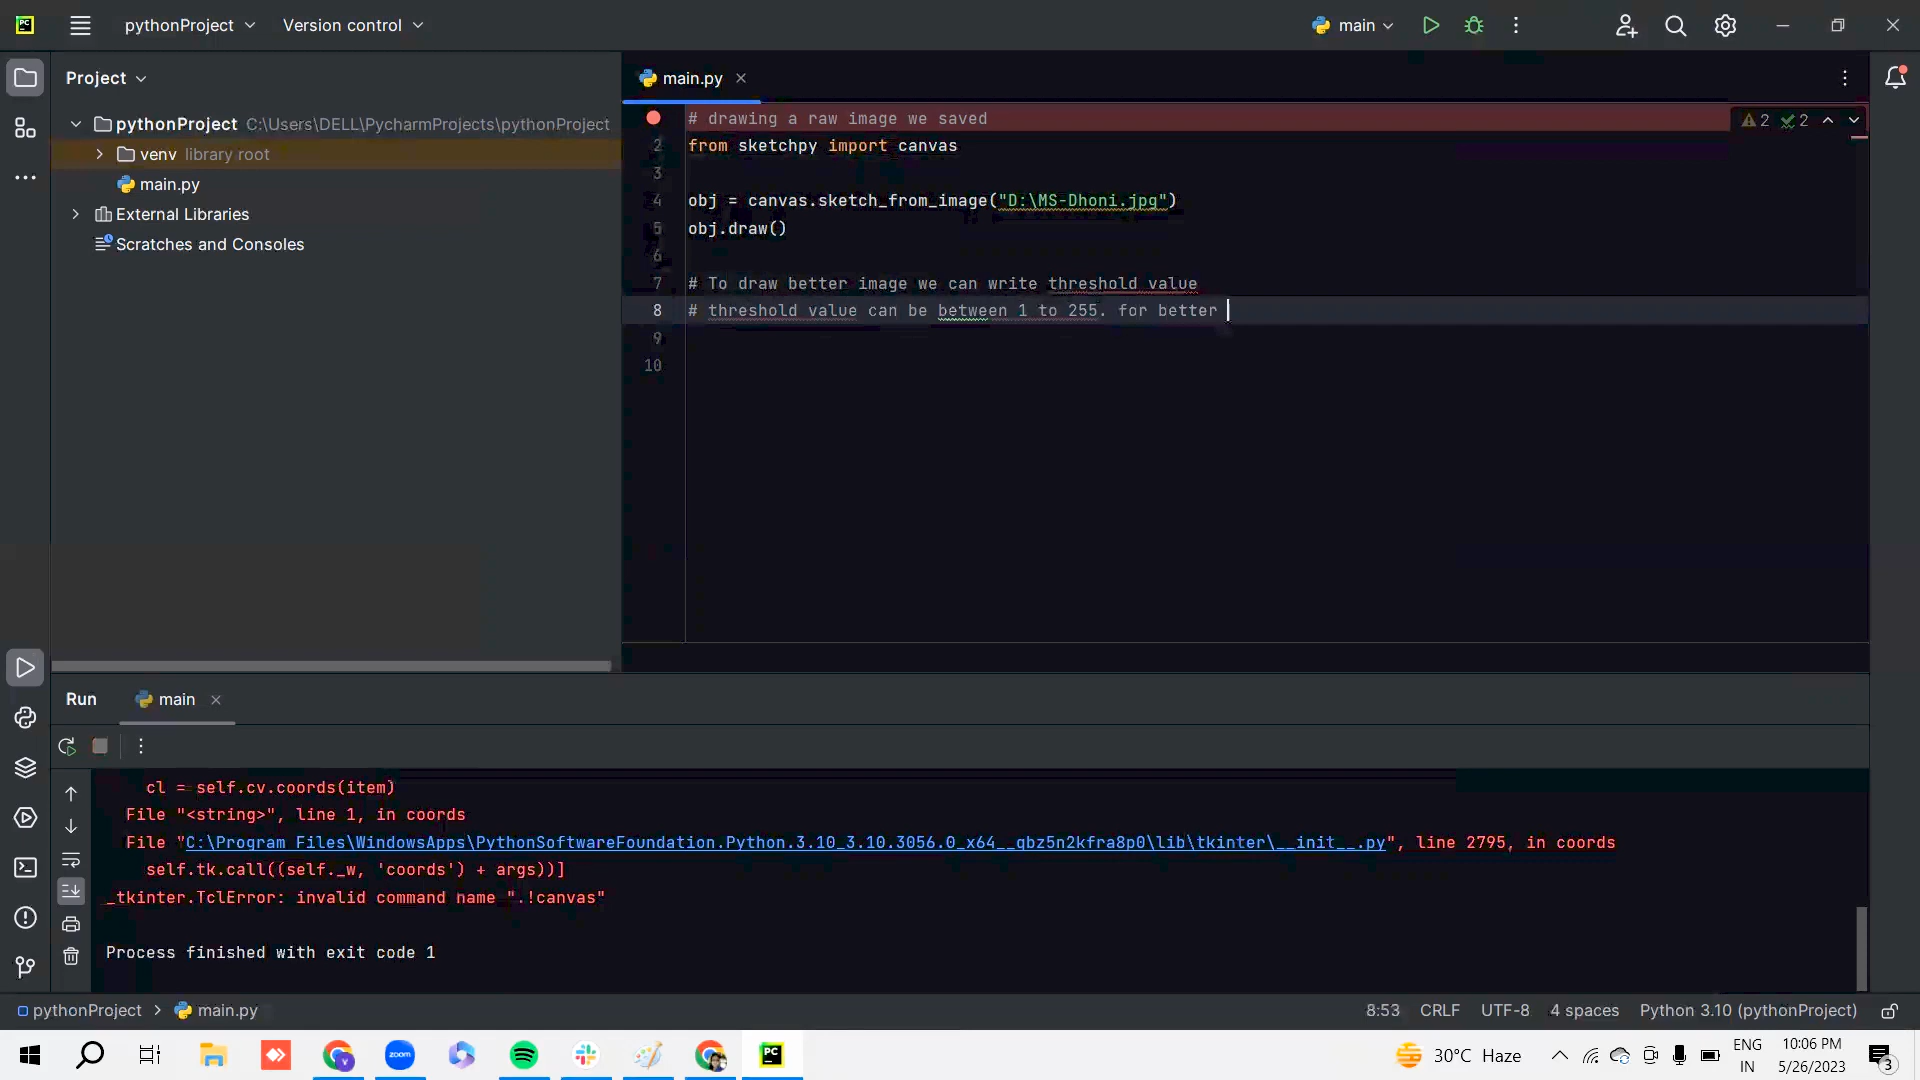 pythonProject Version control main
Project
main.py
pythonProject C:\Users\DELL\PycharmProjects\pythonProject
venv library root
main.py
External Libraries
Scratches and Consoles
# drawing a raw image we saved
2 2
2 from sketchpy import canvas
3
4 obj = canvas.sketch_from_image("D:\MS-Dhoni.jpg")
5 obj.draw()
6
7 # To draw better image we can write threshold value
8 # threshold value can be between 1 to 255. for better
9
10
Run main
cl = self.cv.coords(item)
File "<string>", line 1, in coords
File "C:\Program Files\WindowsApps\PythonSoftwareFoundation.Python.3.10_3.10.3056.0_x64__qbz5n2kfra8p0\lib\tkinter\__init__.py", line 2795, in coords
self.tk.call((self._w, 'coords') + args))]
_tkinter.TclError: invalid command name ".!canvas"
Process finished with exit code 1
pythonProject > main.py 8:53 CRLF UTF-8 4 spaces Python 3.10 (pythonProject)
zoom
PC
30°C Haze
ENG
IN
10:06 PM
5/26/2023
3